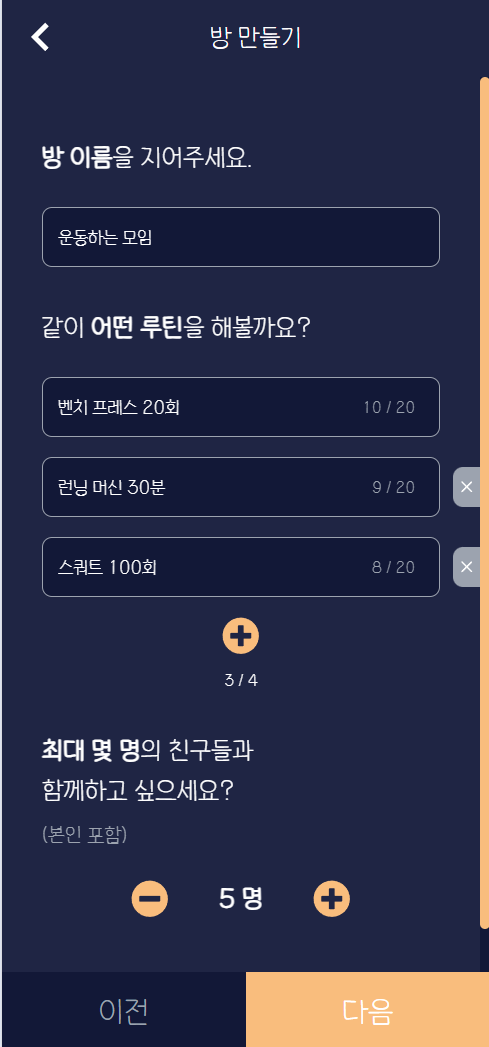 방 만들기
방 이름을 지어주세요.
운동하는 모임
같이 어떤 루틴을 해볼까요?
벤치 프레스 20회 10 / 20
런닝 머신 30분 9 / 20
스쿼트 100회 8 / 20
3 / 4
최대 몇 명의 친구들과
함께하고 싶으세요?
(본인 포함)
5 명
이전 다음